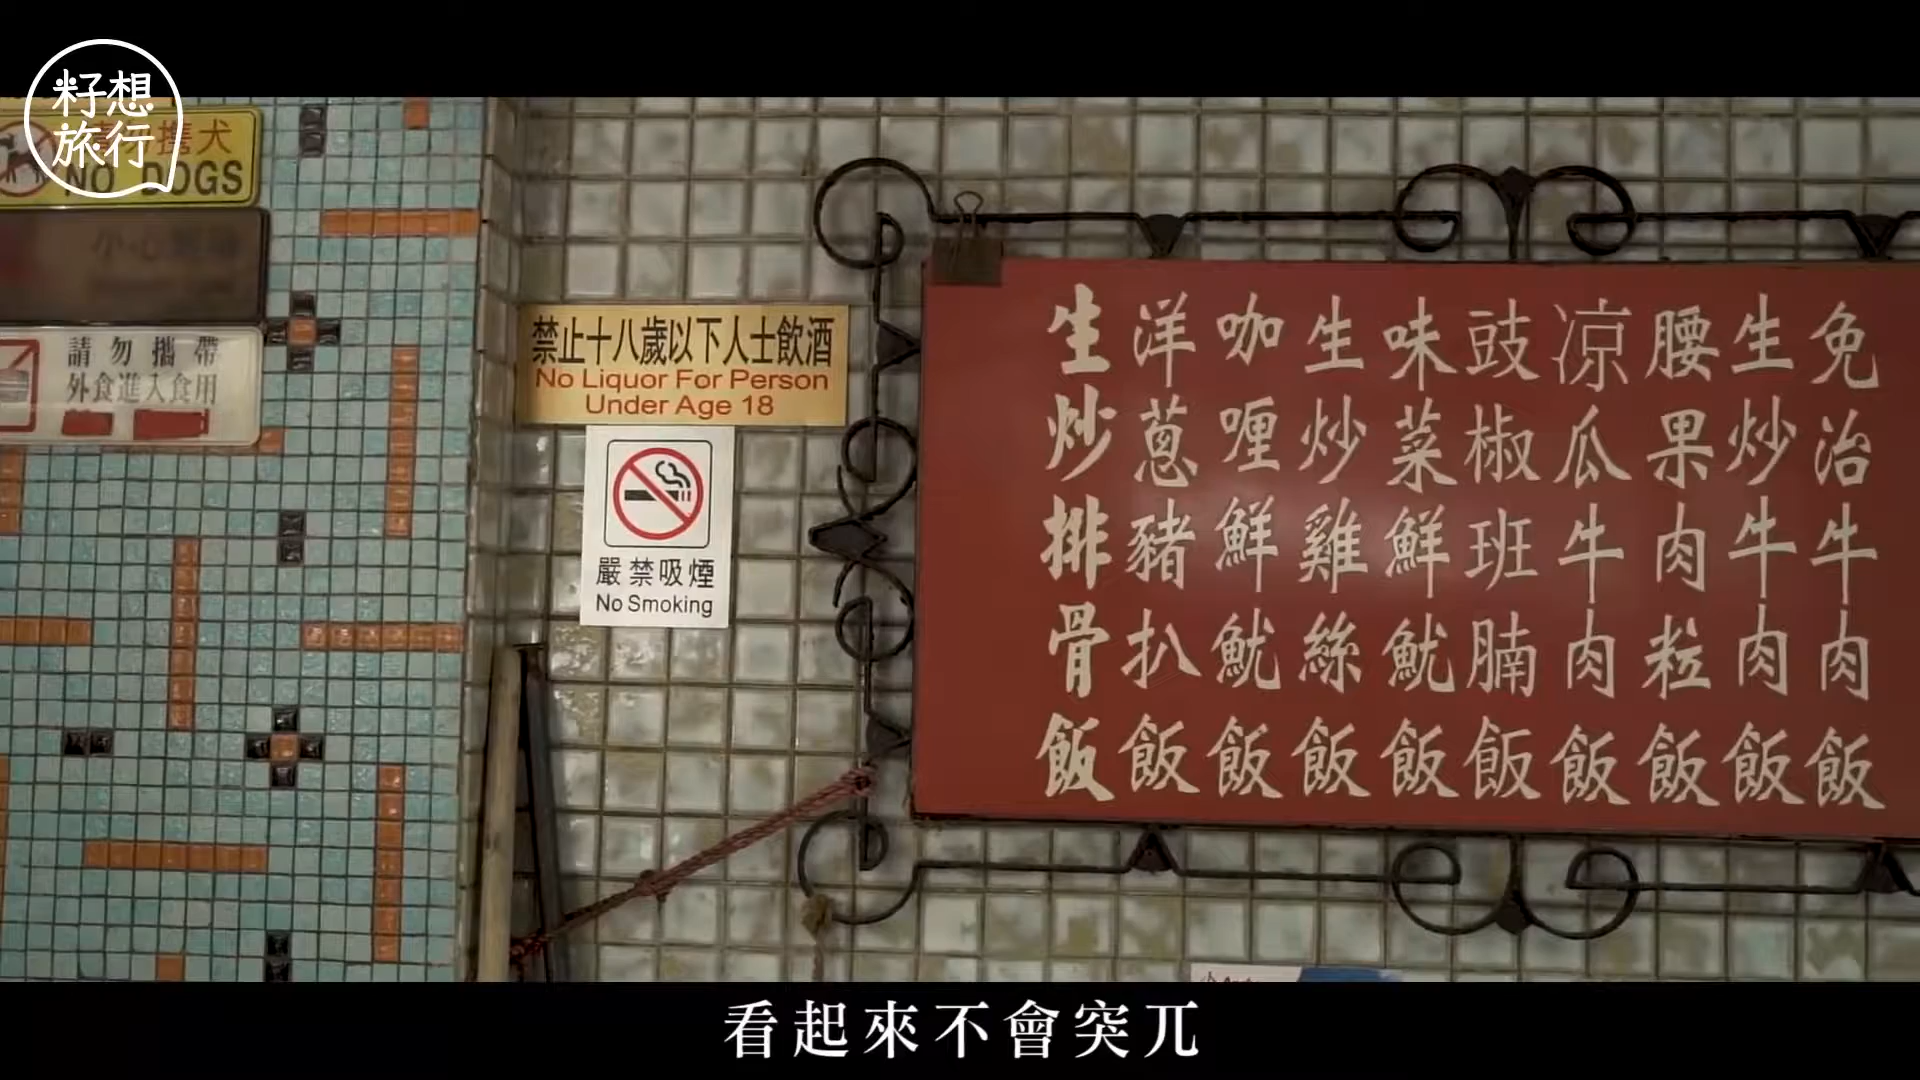 籽想
旅行
攜犬
NO DOGS
小心
請勿攜帶
外食進入食用
禁止十八歲以下人士飲酒
No Liquor For Person
Under Age 18
嚴禁吸煙
No Smoking
生炒排骨飯
洋蔥豬扒飯
咖喱鮮魷飯
生炒雞絲飯
味菜鮮魷飯
豉椒班腩飯
凉瓜牛肉飯
腰果肉粒飯
生炒牛肉飯
免治牛肉飯
看起來不會突兀